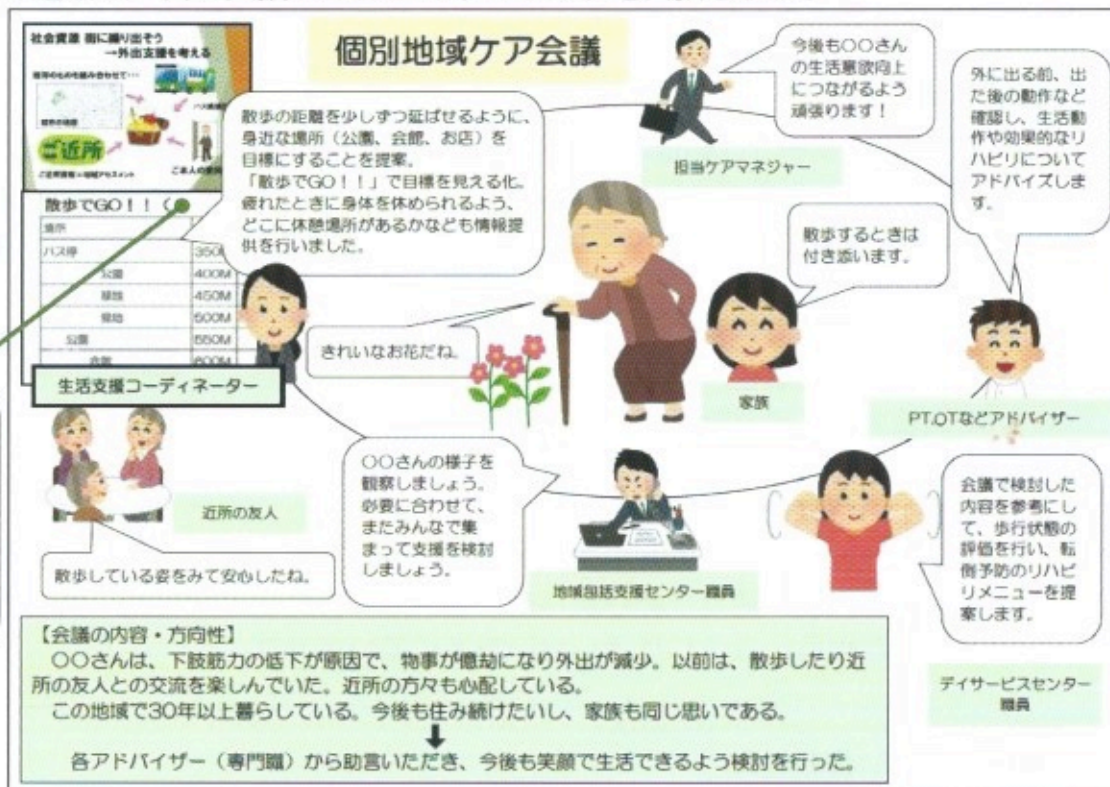 個別地域ケア会議
社会資源 街に踊り出そう
→外出支援を考える
ご近所
散歩の距離を少しずつ延ばせるように、
身近な場所（公園、会館、お店）を
目標にすることを提案。
「散歩でGO！！」で目標を見える化。
疲れたときに身体を休められるよう、
どこに休憩場所があるかなども情報提
供を行いました。
散歩でGO！！
場所
バス停 350M
公園 400M
450M
500M
公園 550M
600M
生活支援コーディネーター
今後も〇〇さん
の生活意欲向上
につながるよう
頑張ります！
担当ケアマネジャー
外に出る前、出
た後の動作など
確認し、生活動
作や効果的なリ
ハビリについて
アドバイズしま
す。
散歩するときは
付き添います。
きれいなお花だね。
家族
PT.OTなどアドバイザー
近所の友人
散歩している姿をみて安心したね。
〇〇さんの様子を
観察しましょう。
必要に合わせて、
またみんなで集
まって支援を検討
しましょう。
地域包括支援センター職員
会議で検討した
内容を参考にし
て、歩行状態の
評価を行い、転
倒予防のリハビ
リメニューを提
案します。
デイサービスセンター
職員
【会議の内容・方向性】
〇〇さんは、下肢筋力の低下が原因で、物事が億劫になり外出が減少。以前は、散歩したり近
所の友人との交流を楽しんでいた。近所の方々も心配している。
この地域で30年以上暮らしている。今後も住み続けたいし、家族も同じ思いである。
各アドバイザー（専門職）から助言いただき、今後も笑顔で生活できるよう検討を行った。